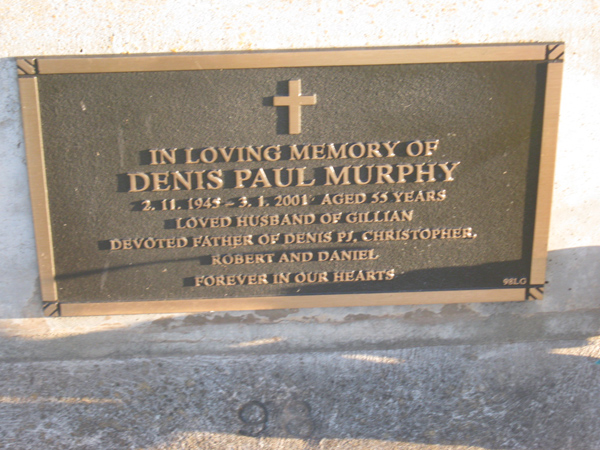 IN LOVING MEMORY OF
DENIS PAUL MURPHY
2. 11. 1945 – 3. 1. 2001 AGED 55 YEARS
LOVED HUSBAND OF GILLIAN
DEVOTED FATHER OF DENIS PJ, CHRISTOPHER,
ROBERT AND DANIEL
FOREVER IN OUR HEARTS
98LG